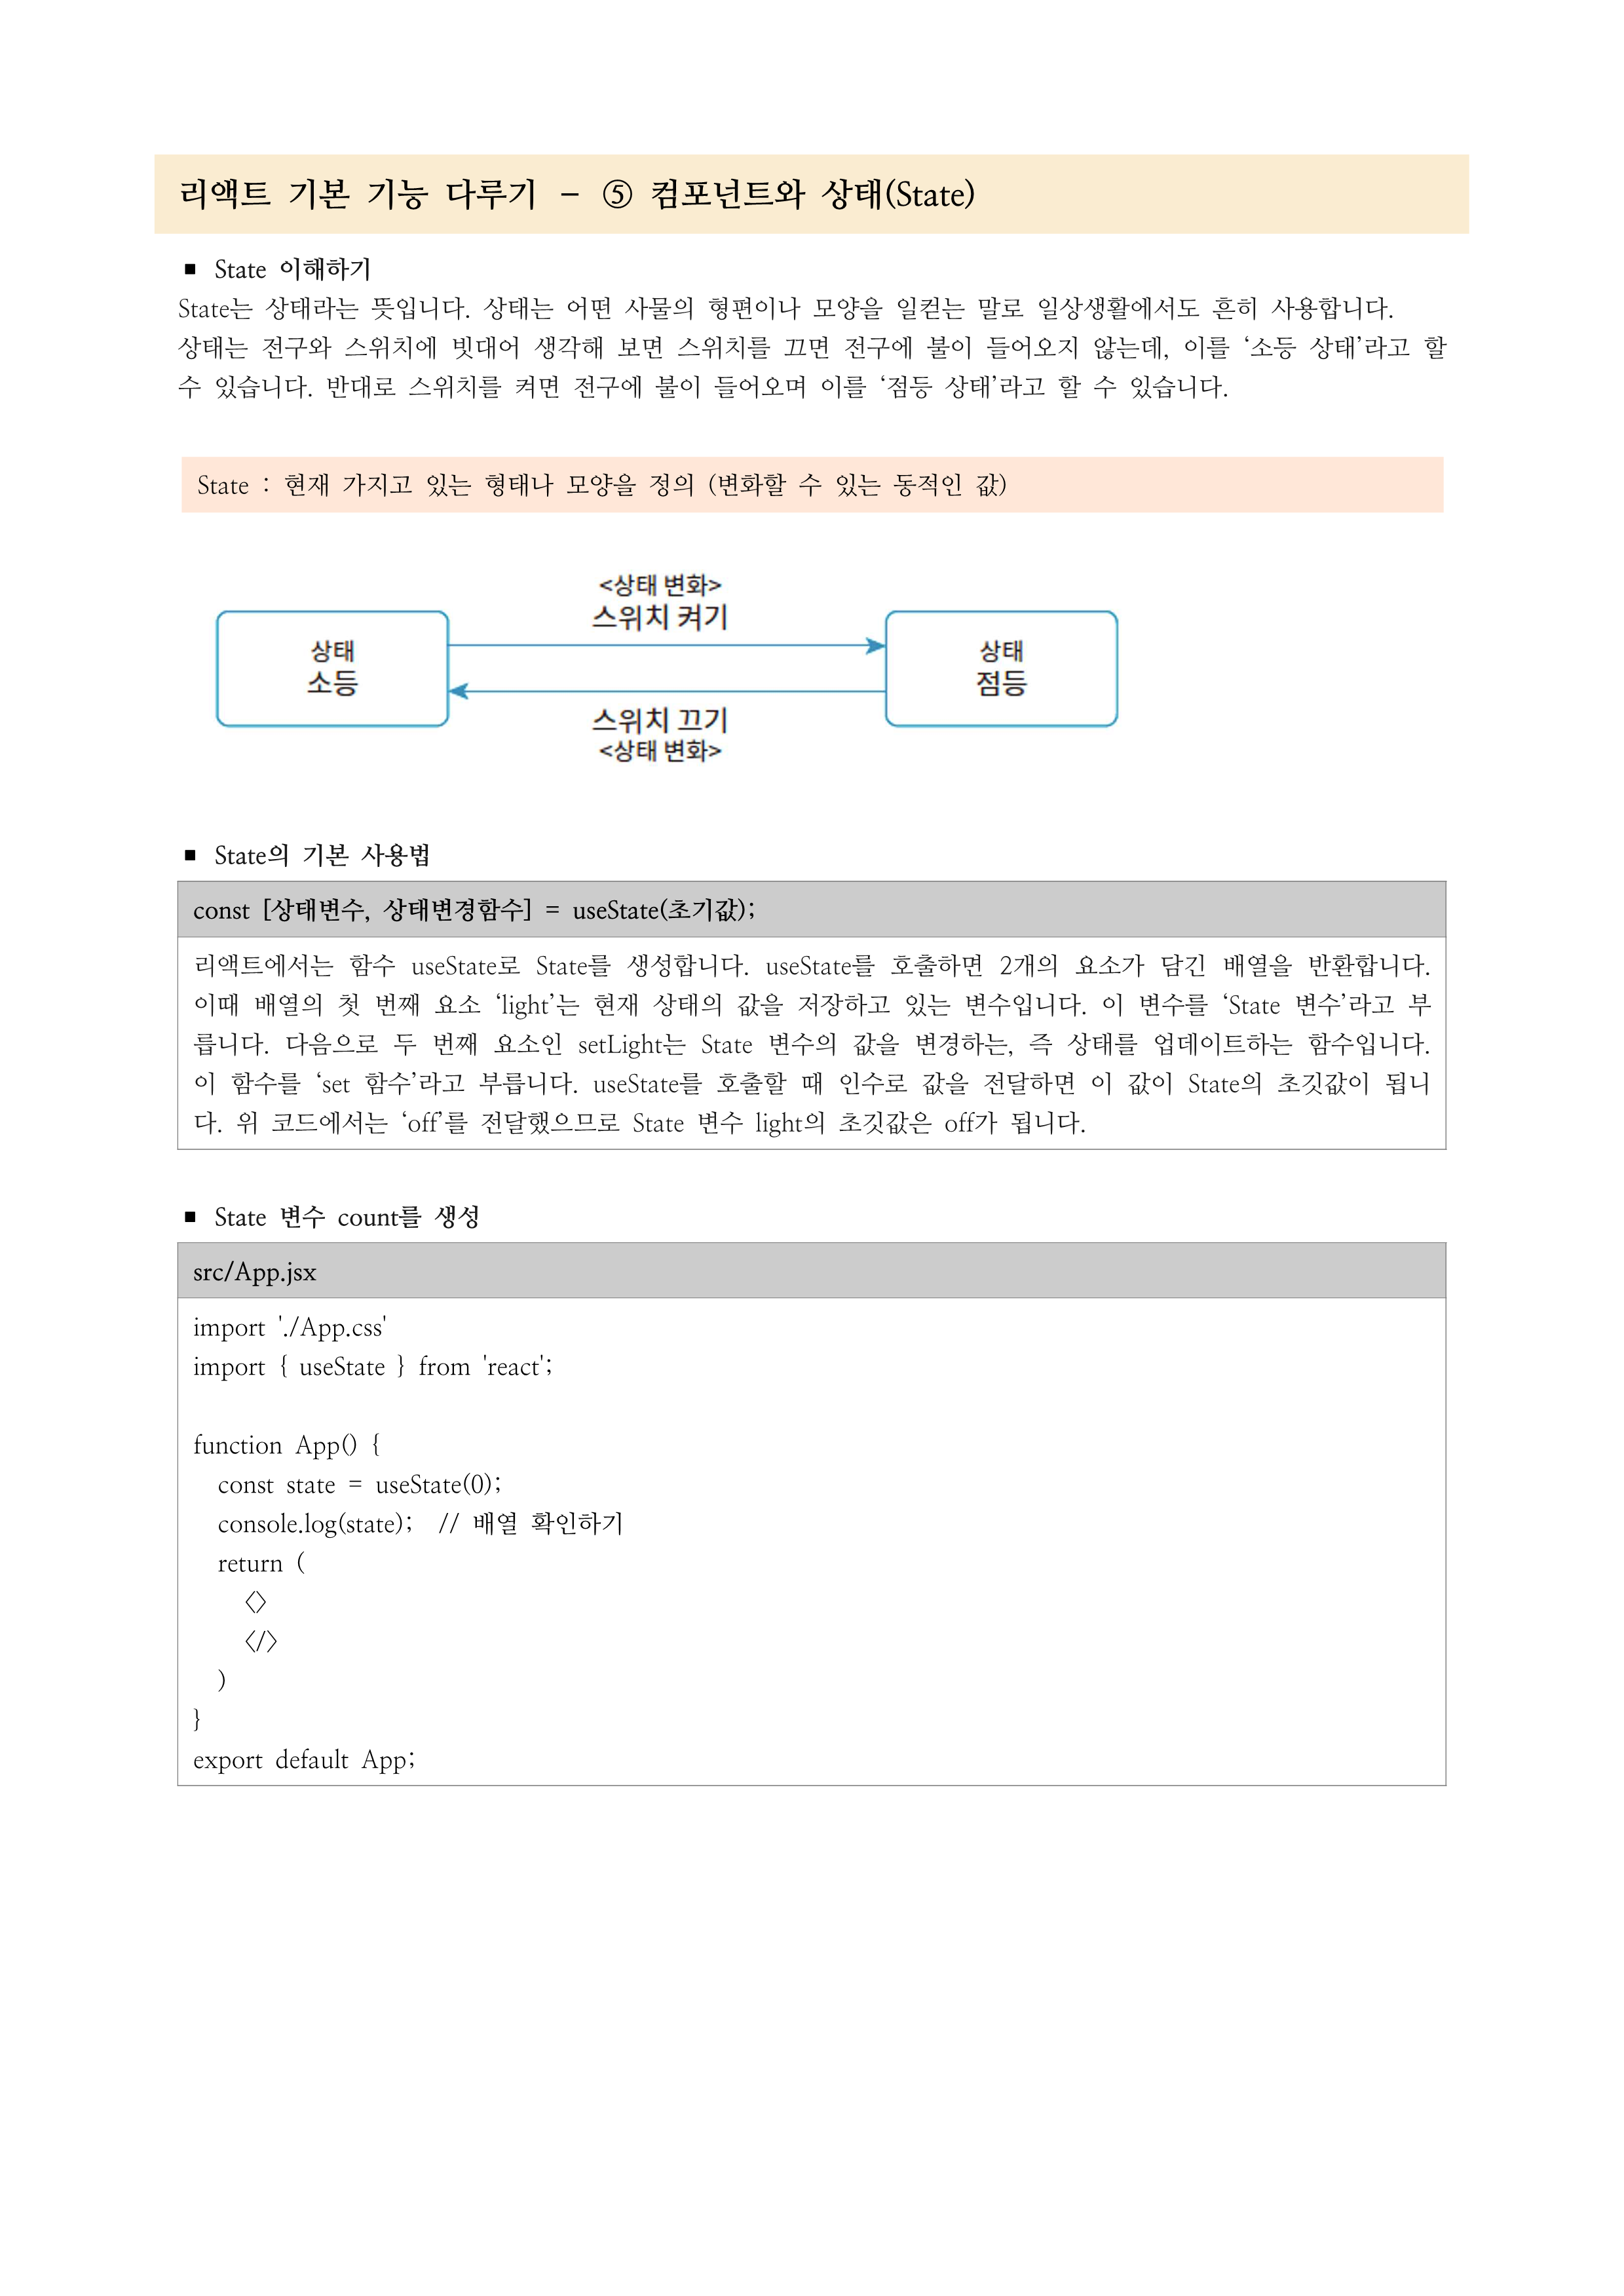 리액트 기본 기능 다루기 - ⑤ 컴포넌트와 상태(State)
■ State 이해하기
State는 상태라는 뜻입니다. 상태는 어떤 사물의 형편이나 모양을 일컫는 말로 일상생활에서도 흔히 사용합니다.
상태는 전구와 스위치에 빗대어 생각해 보면 스위치를 끄면 전구에 불이 들어오지 않는데, 이를 ‘소등 상태’라고 할
수 있습니다. 반대로 스위치를 켜면 전구에 불이 들어오며 이를 ‘점등 상태’라고 할 수 있습니다.
State : 현재 가지고 있는 형태나 모양을 정의 (변화할 수 있는 동적인 값)
<상태 변화>
스위치 켜기
상태
소등
상태
점등
스위치 끄기
<상태 변화>
■ State의 기본 사용법
const [상태변수, 상태변경함수] = useState(초기값);
리액트에서는 함수 useState로 State를 생성합니다. useState를 호출하면 2개의 요소가 담긴 배열을 반환합니다.
이때 배열의 첫 번째 요소 ‘light’는 현재 상태의 값을 저장하고 있는 변수입니다. 이 변수를 ‘State 변수’라고 부
릅니다. 다음으로 두 번째 요소인 setLight는 State 변수의 값을 변경하는, 즉 상태를 업데이트하는 함수입니다.
이 함수를 ‘set 함수’라고 부릅니다. useState를 호출할 때 인수로 값을 전달하면 이 값이 State의 초깃값이 됩니
다. 위 코드에서는 ‘off’를 전달했으므로 State 변수 light의 초깃값은 off가 됩니다.
■ State 변수 count를 생성
src/App.jsx
import './App.css'
import { useState } from 'react';
function App() {
const state = useState(0);
console.log(state); // 배열 확인하기
return (
<>
</>
)
}
export default App;